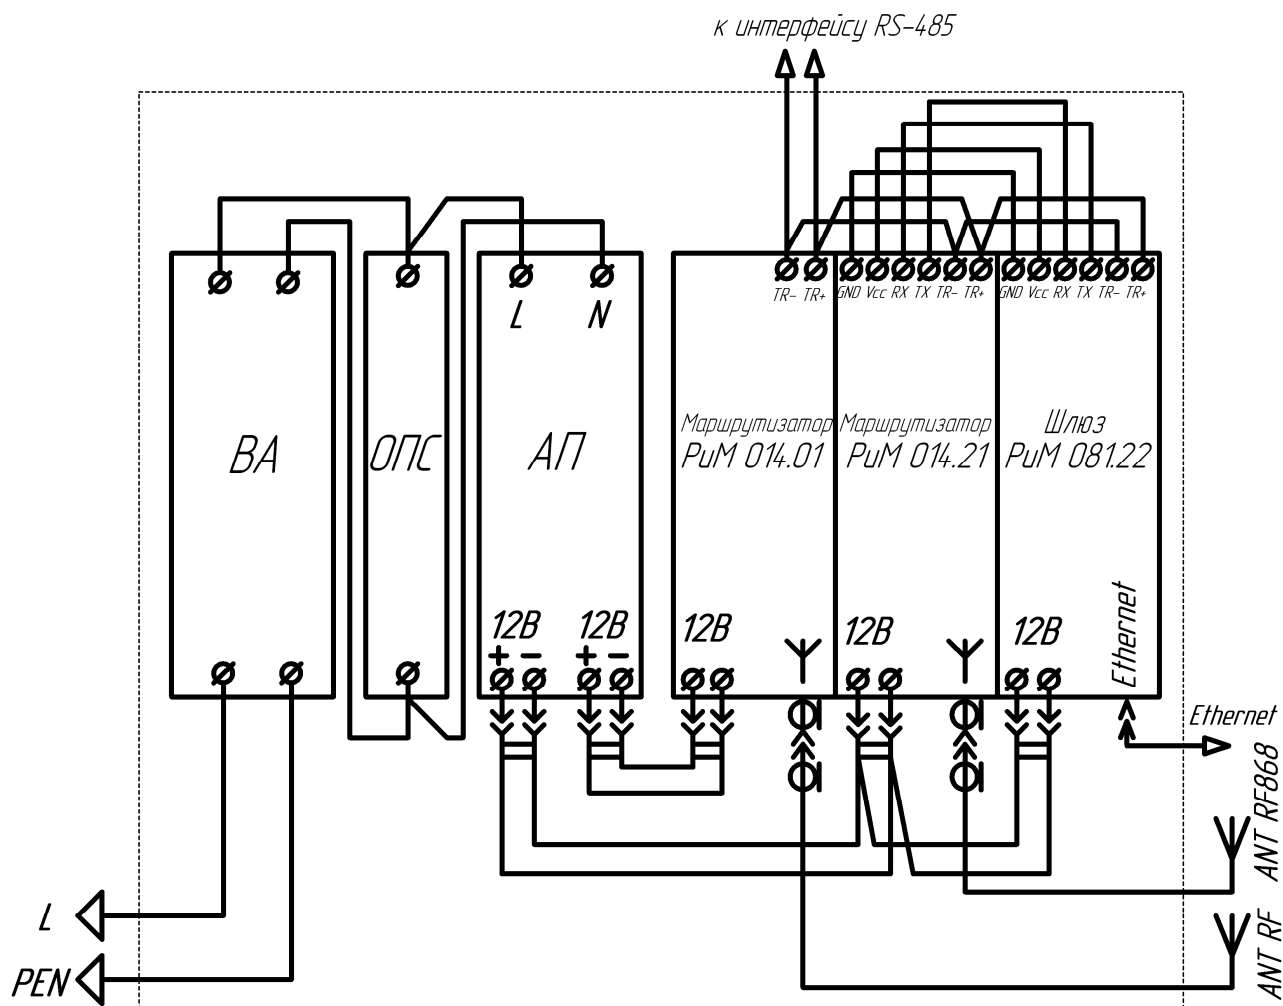 к интерфейсу RS-485
TR- TR+ GND Vcc RX TX TR- TR+ GND Vcc RX TX TR- TR+
L N
ВА
ОПС
АП
Маршрутизатор
РиМ 014.01
Маршрутизатор
РиМ 014.21
Шлюз
РиМ 081.22
12В
+ -
12В
+ -
12В
12В
12В
Ethernet
Ethernet
ANT RF868
ANT RF
L
PEN